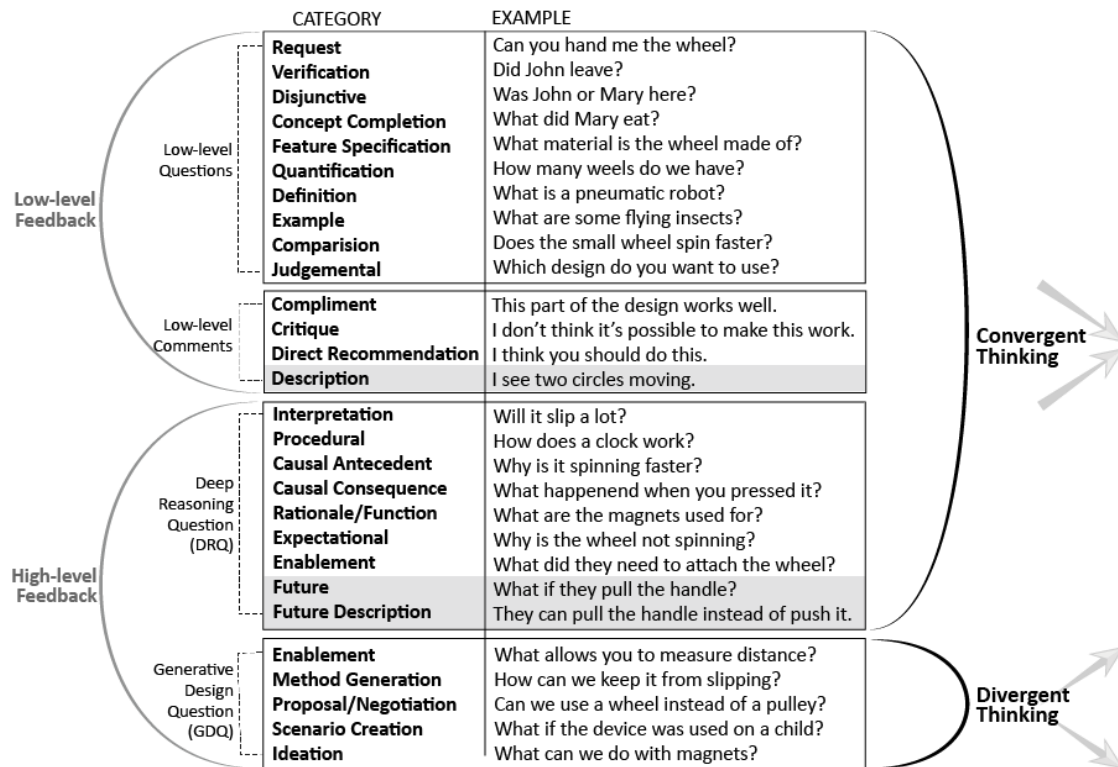 CATEGORY EXAMPLE
Request Can you hand me the wheel?
Verification Did John leave?
Disjunctive Was John or Mary here?
Concept Completion What did Mary eat?
Feature Specification What material is the wheel made of?
Quantification How many weels do we have?
Definition What is a pneumatic robot?
Example What are some flying insects?
Comparision Does the small wheel spin faster?
Judgemental Which design do you want to use?
Low-level
Questions
Low-level
Feedback
Compliment This part of the design works well.
Critique I don't think it's possible to make this work.
Direct Recommendation I think you should do this.
Description I see two circles moving.
Low-level
Comments
Interpretation Will it slip a lot?
Procedural How does a clock work?
Causal Antecedent Why is it spinning faster?
Causal Consequence What happenend when you pressed it?
Rationale/Function What are the magnets used for?
Expectational Why is the wheel not spinning?
Enablement What did they need to attach the wheel?
Future What if they pull the handle?
Future Description They can pull the handle instead of push it.
Deep
Reasoning
Question
(DRQ)
High-level
Feedback
Convergent
Thinking
Enablement What allows you to measure distance?
Method Generation How can we keep it from slipping?
Proposal/Negotiation Can we use a wheel instead of a pulley?
Scenario Creation What if the device was used on a child?
Ideation What can we do with magnets?
Generative
Design
Question
(GDQ)
Divergent
Thinking